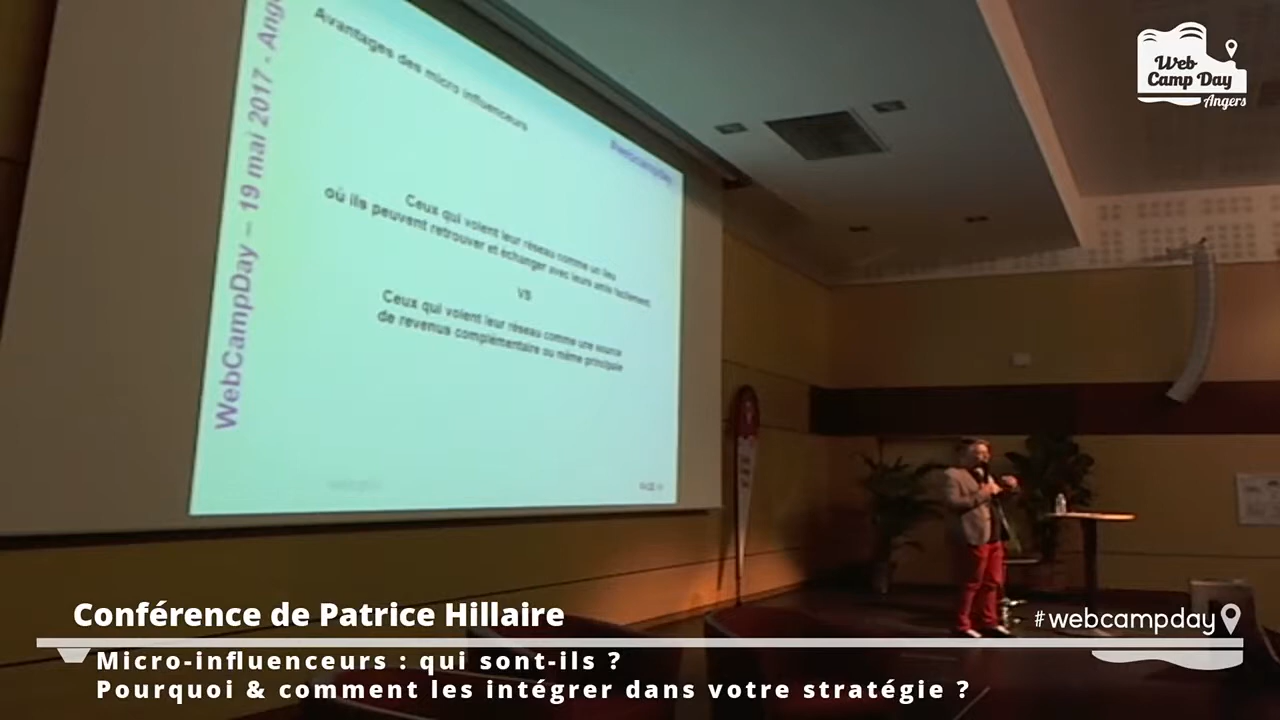 WebCampDay – 19 mai 2017 - Ange
Avantages des micro influenceurs
#webcampday
Ceux qui voient leur réseau comme un lieu
où ils peuvent retrouver et échanger avec leurs amis facilement
VS
Ceux qui voient leur réseau comme une source
de revenus complémentaire ou même principale
Web
Camp Day
Angers
Conférence de Patrice Hillaire
#webcampday
Micro-influenceurs : qui sont-ils ?
Pourquoi & comment les intégrer dans votre stratégie ?